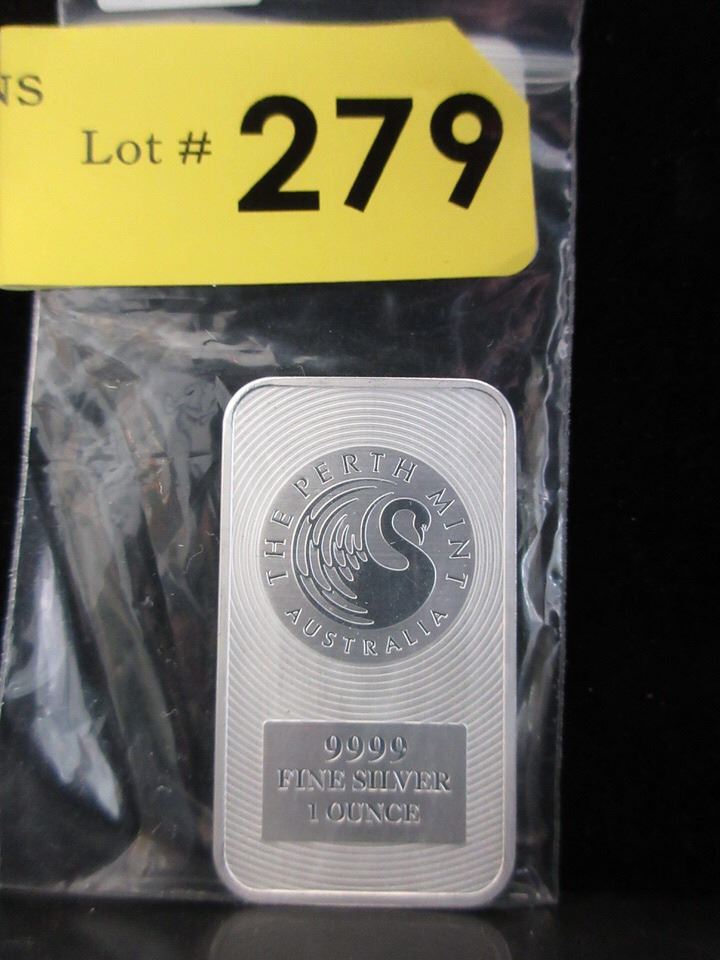 NS
Lot # 279
THE PERTH MINT
AUSTRALIA
9999
FINE SILVER
1 OUNCE